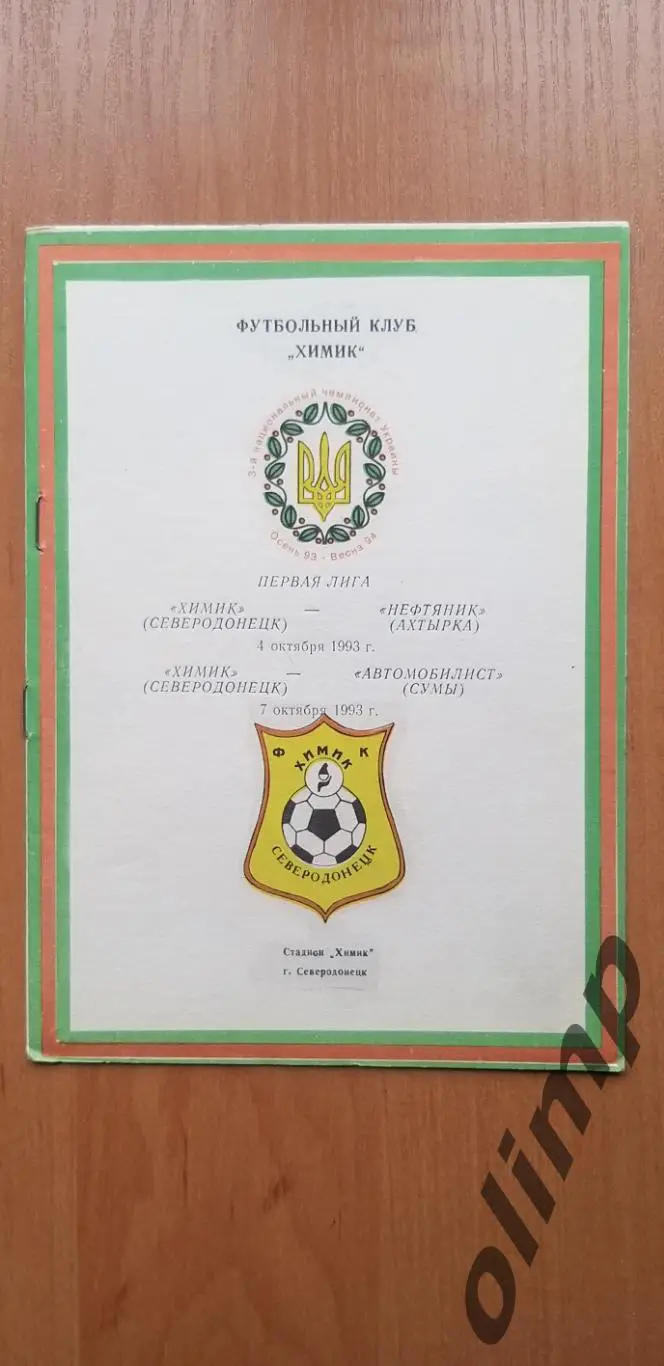 ФУТБОЛЬНЫЙ КЛУБ
„ХИМИК“
3-й национальный чемпионат Украины
Осень 93 - Весна 94
ПЕРВАЯ ЛИГА
«ХИМИК» — «НЕФТЯНИК»
(СЕВЕРОДОНЕЦК) (АХТЫРКА)
4 октября 1993 г.
«ХИМИК» — «АВТОМОБИЛИСТ»
(СЕВЕРОДОНЕЦК) (СУМЫ)
7 октября 1993 г.
Ф К
ХИМИК
СЕВЕРОДОНЕЦК
Стадион „Химик“
г. Северодонецк
olimp